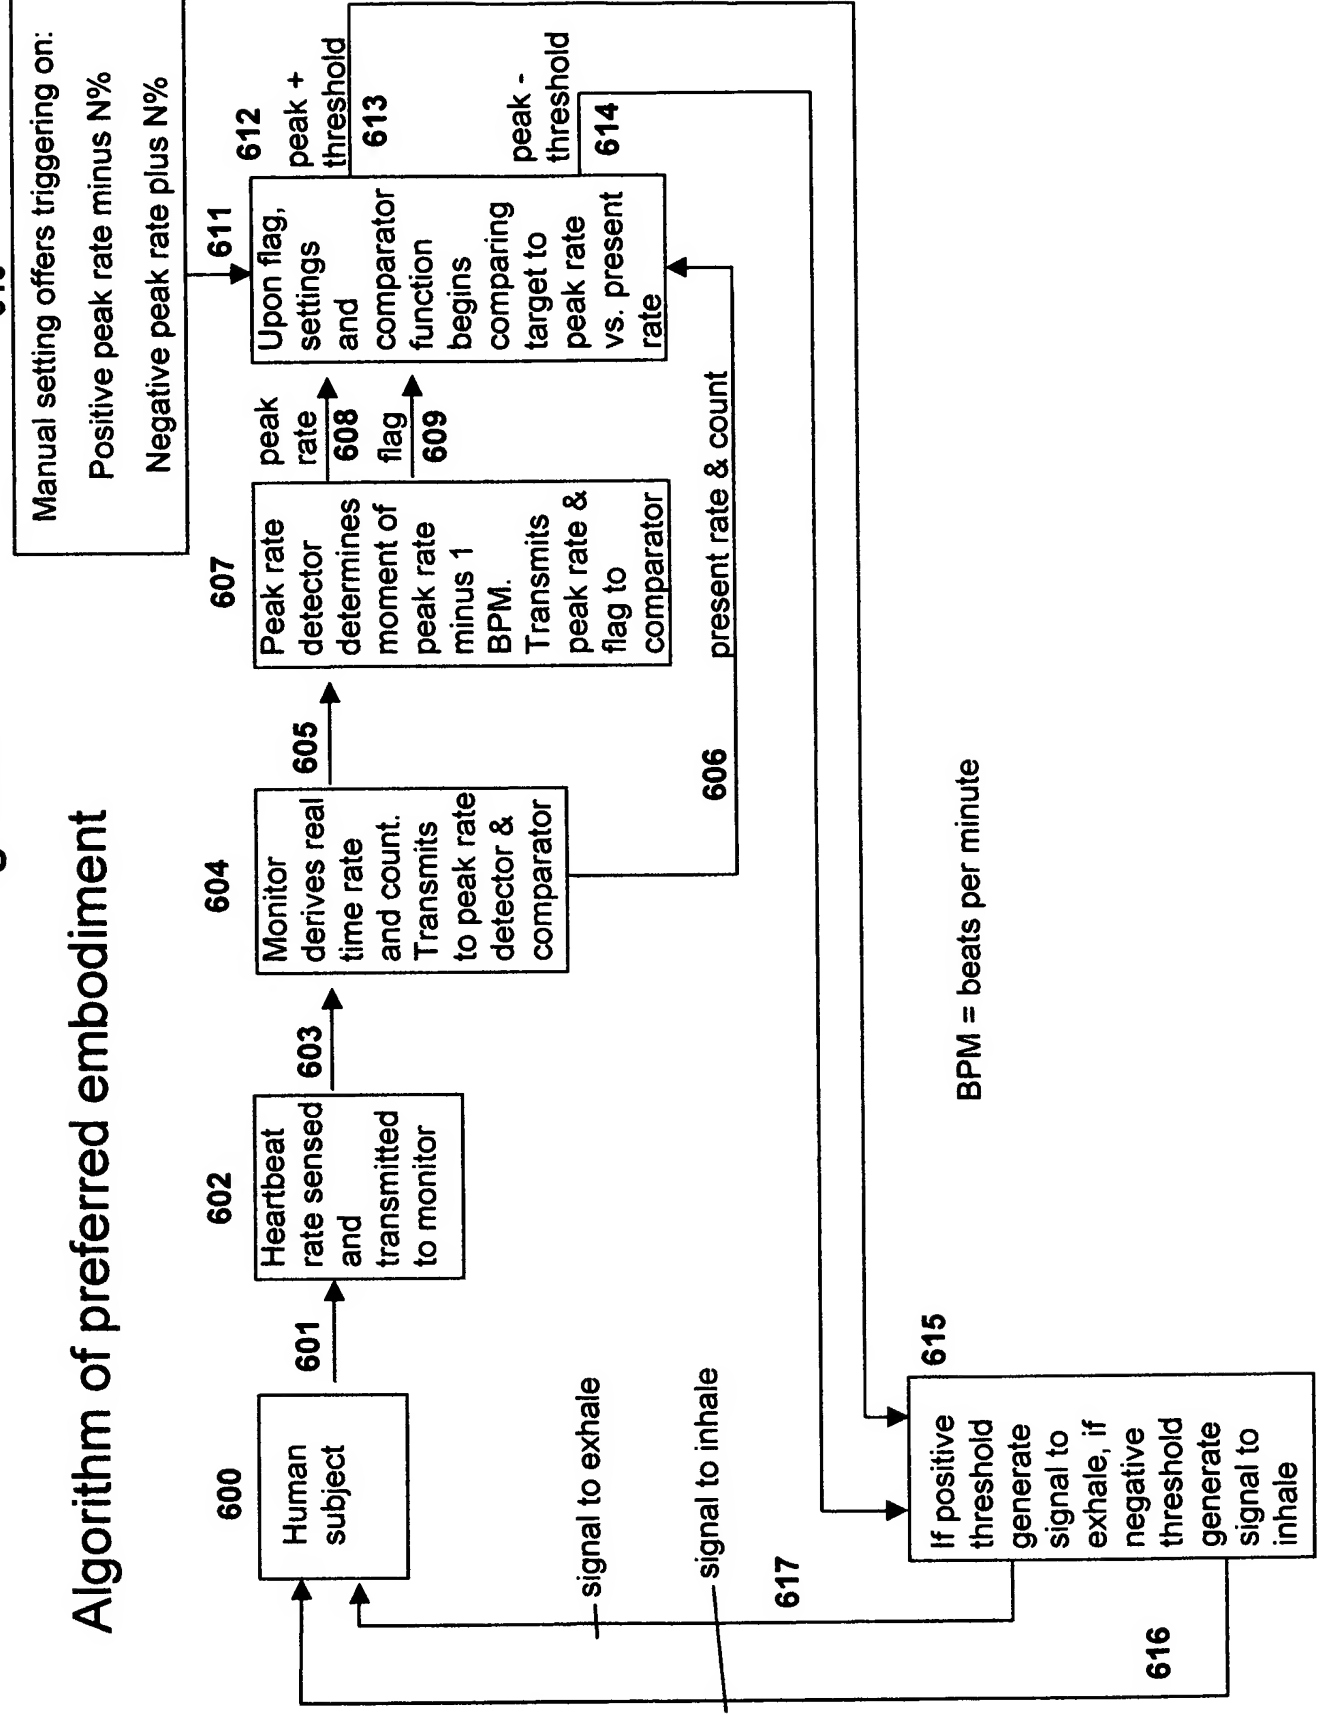 Algorithm of preferred embodiment
Manual setting offers triggering on:
Positive peak rate minus N%
Negative peak rate plus N%
600
Human
subject
601
602
Heartbeat
rate sensed
and
transmitted
to monitor
603
604
Monitor
derives real
time rate
and count.
Transmits
to peak rate
detector &
comparator
605
606
present rate & count
607
Peak rate
detector
determines
moment of
peak rate
minus 1
BPM.
Transmits
peak rate &
flag to
comparator
peak
rate
608
flag
609
611
Upon flag,
settings
and
comparator
function
begins
comparing
target to
peak rate
vs. present
rate
612
peak +
threshold
613
peak -
threshold
614
signal to exhale
signal to inhale
617
616
615
If positive
threshold
generate
signal to
exhale, if
negative
threshold
generate
signal to
inhale
BPM = beats per minute